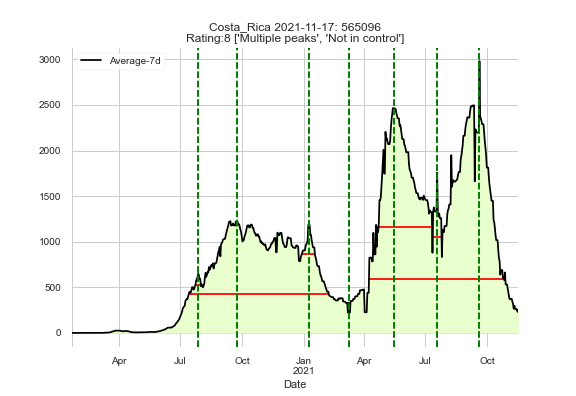 Costa_Rica 2021-11-17: 565096
Rating:8 ['Multiple peaks', 'Not in control']
Average-7d
3000
2500
2000
1500
1000
500
0
Apr Jul Oct Jan Apr Jul Oct
2021
Date